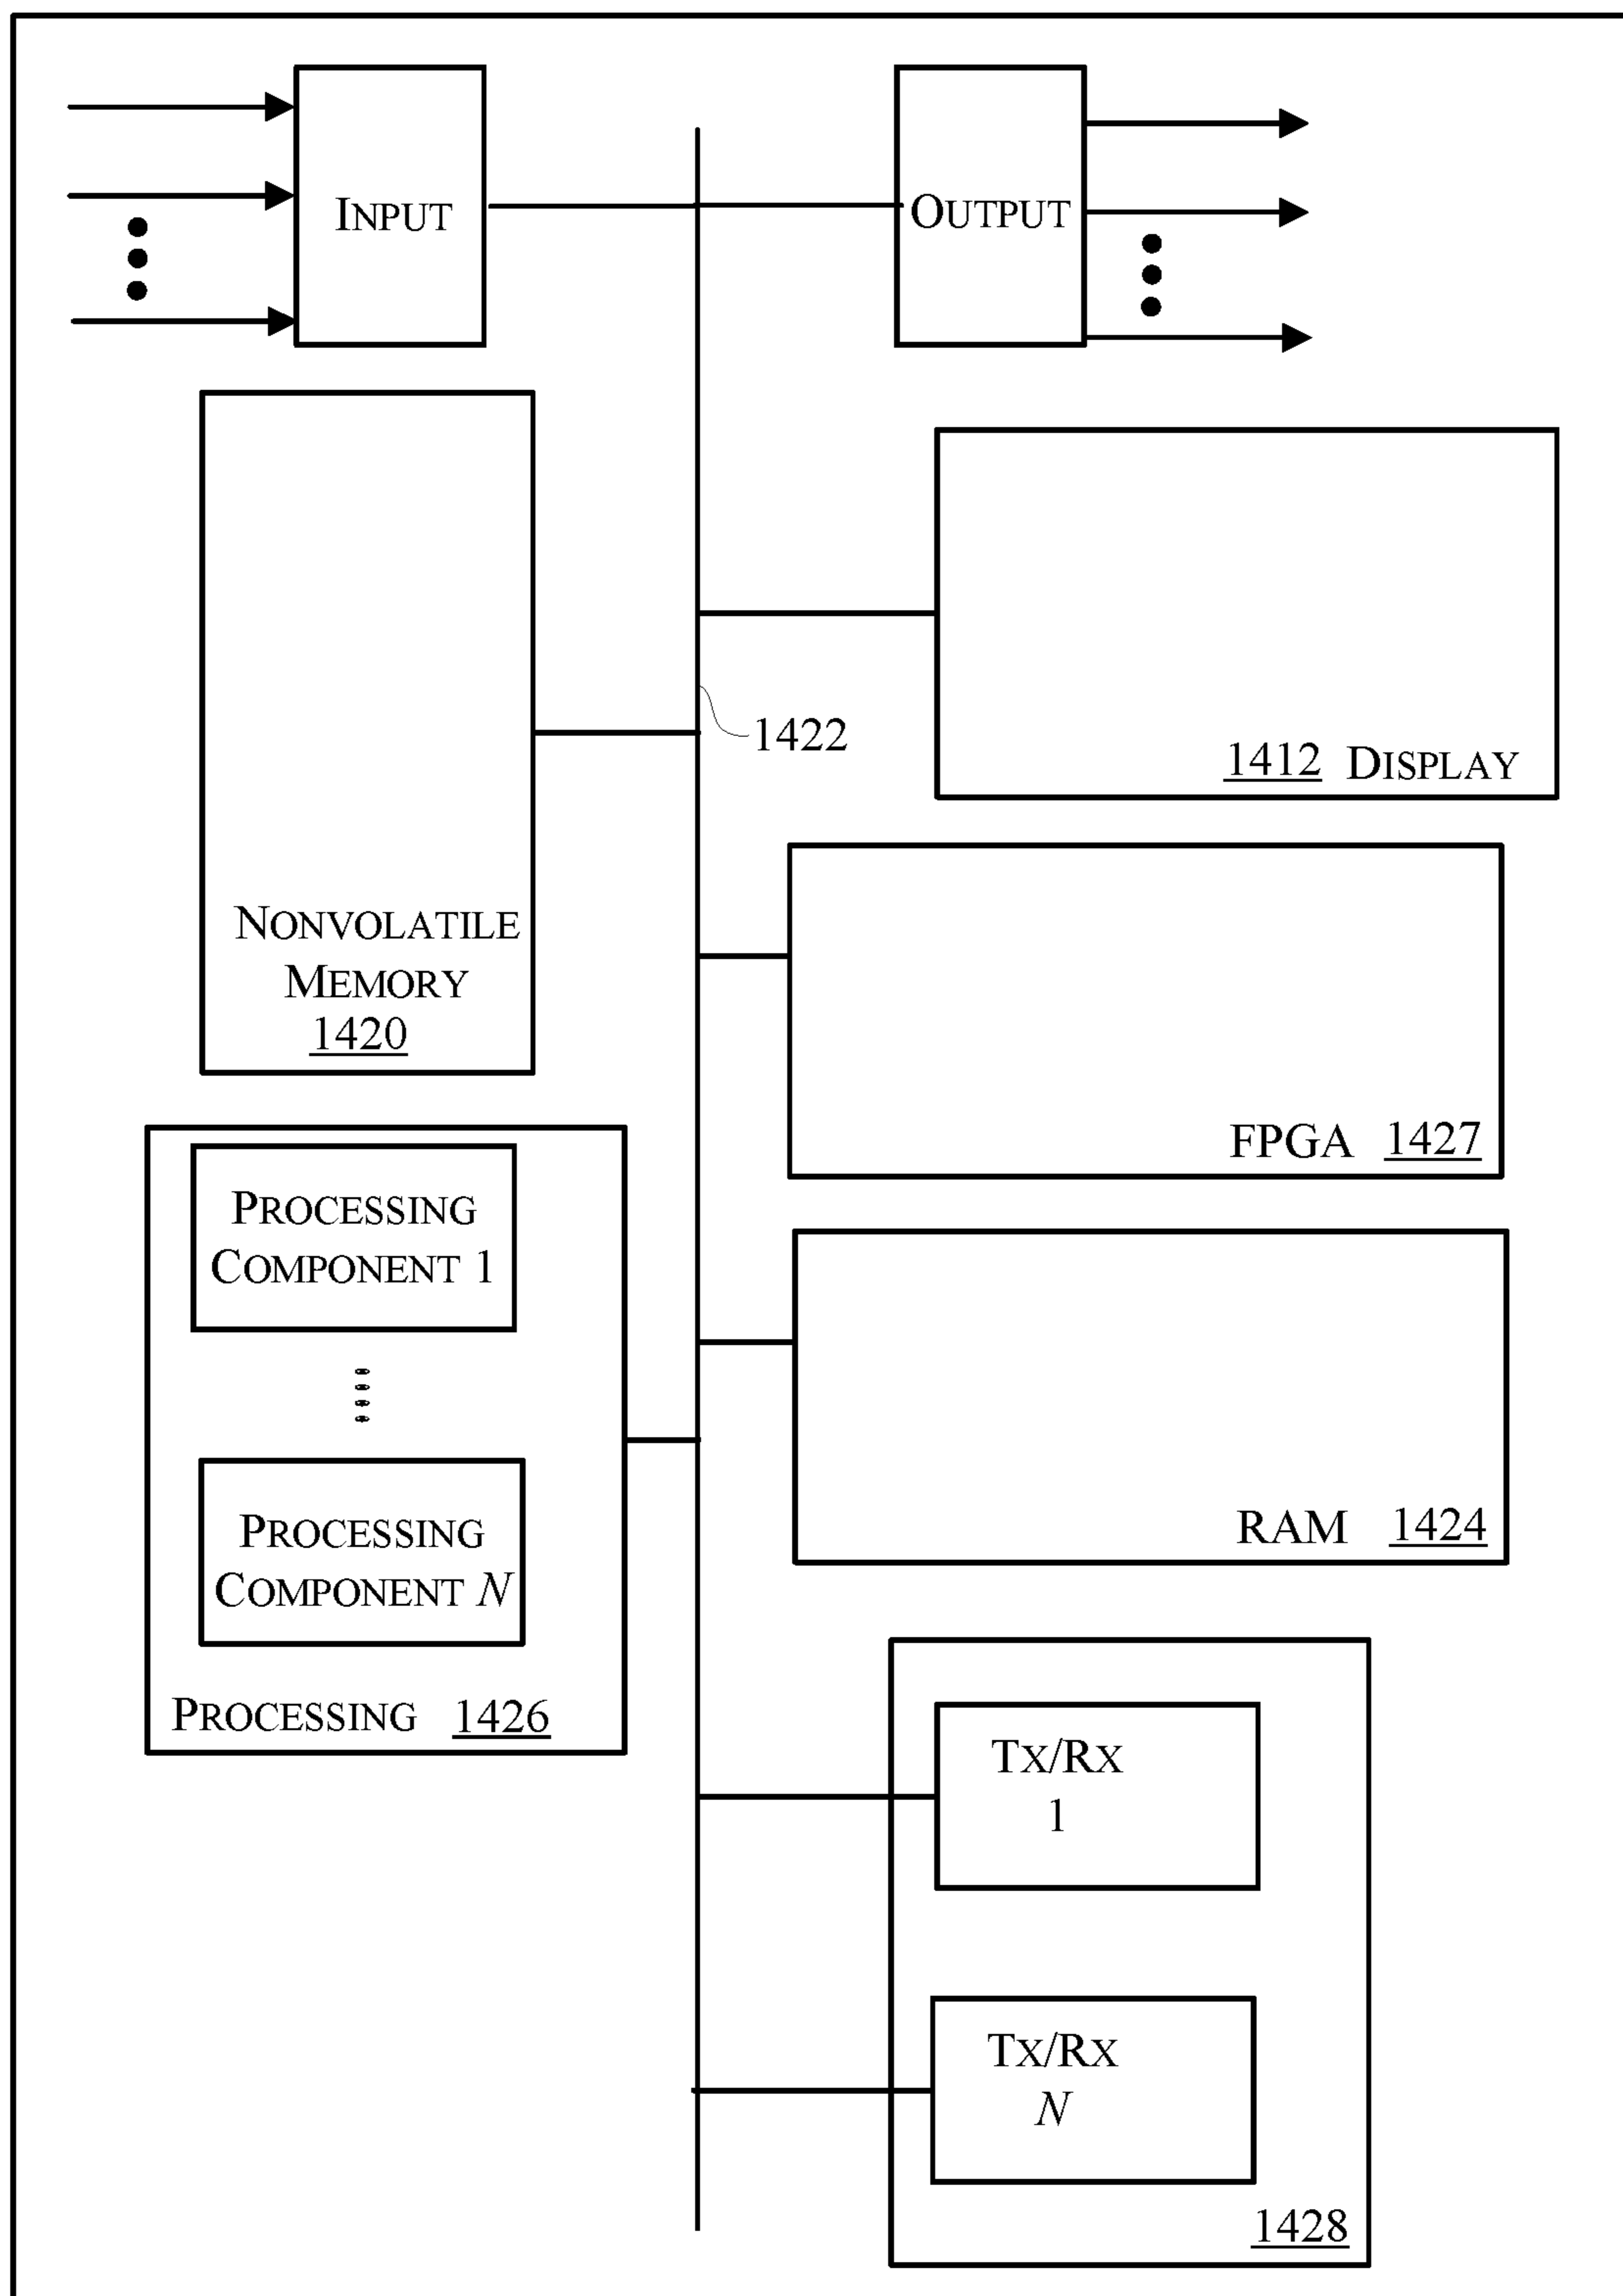 INPUT
OUTPUT
1422
1412 DISPLAY
NONVOLATILE
MEMORY
1420
FPGA 1427
PROCESSING
COMPONENT 1
PROCESSING
COMPONENT N
PROCESSING 1426
RAM 1424
TX/RX
1
TX/RX
N
1428